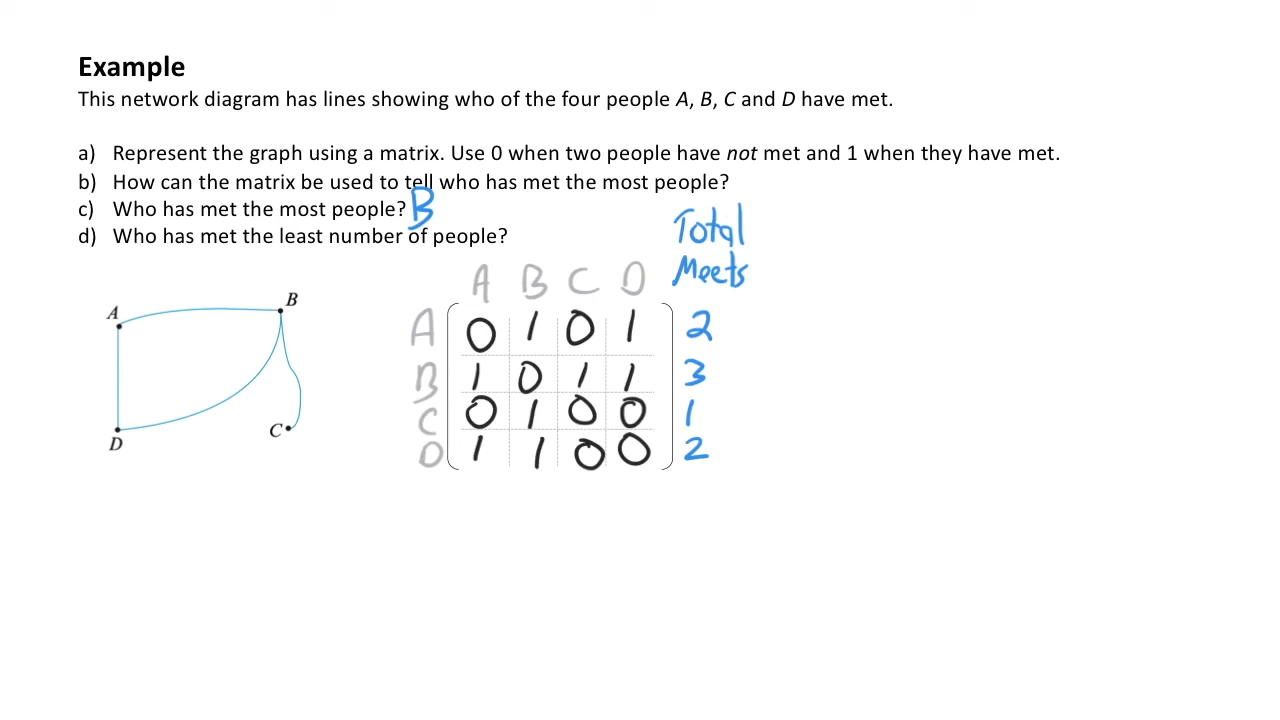 Example
This network diagram has lines showing who of the four people A, B, C and D have met.
a) Represent the graph using a matrix. Use 0 when two people have not met and 1 when they have met.
b) How can the matrix be used to tell who has met the most people?
c) Who has met the most people? B
d) Who has met the least number of people?
Total
Meets
A B C D
A 0 1 0 1 2
B 1 0 1 1 3
C 0 1 0 0 1
D 1 1 0 0 2
A
B
C
D